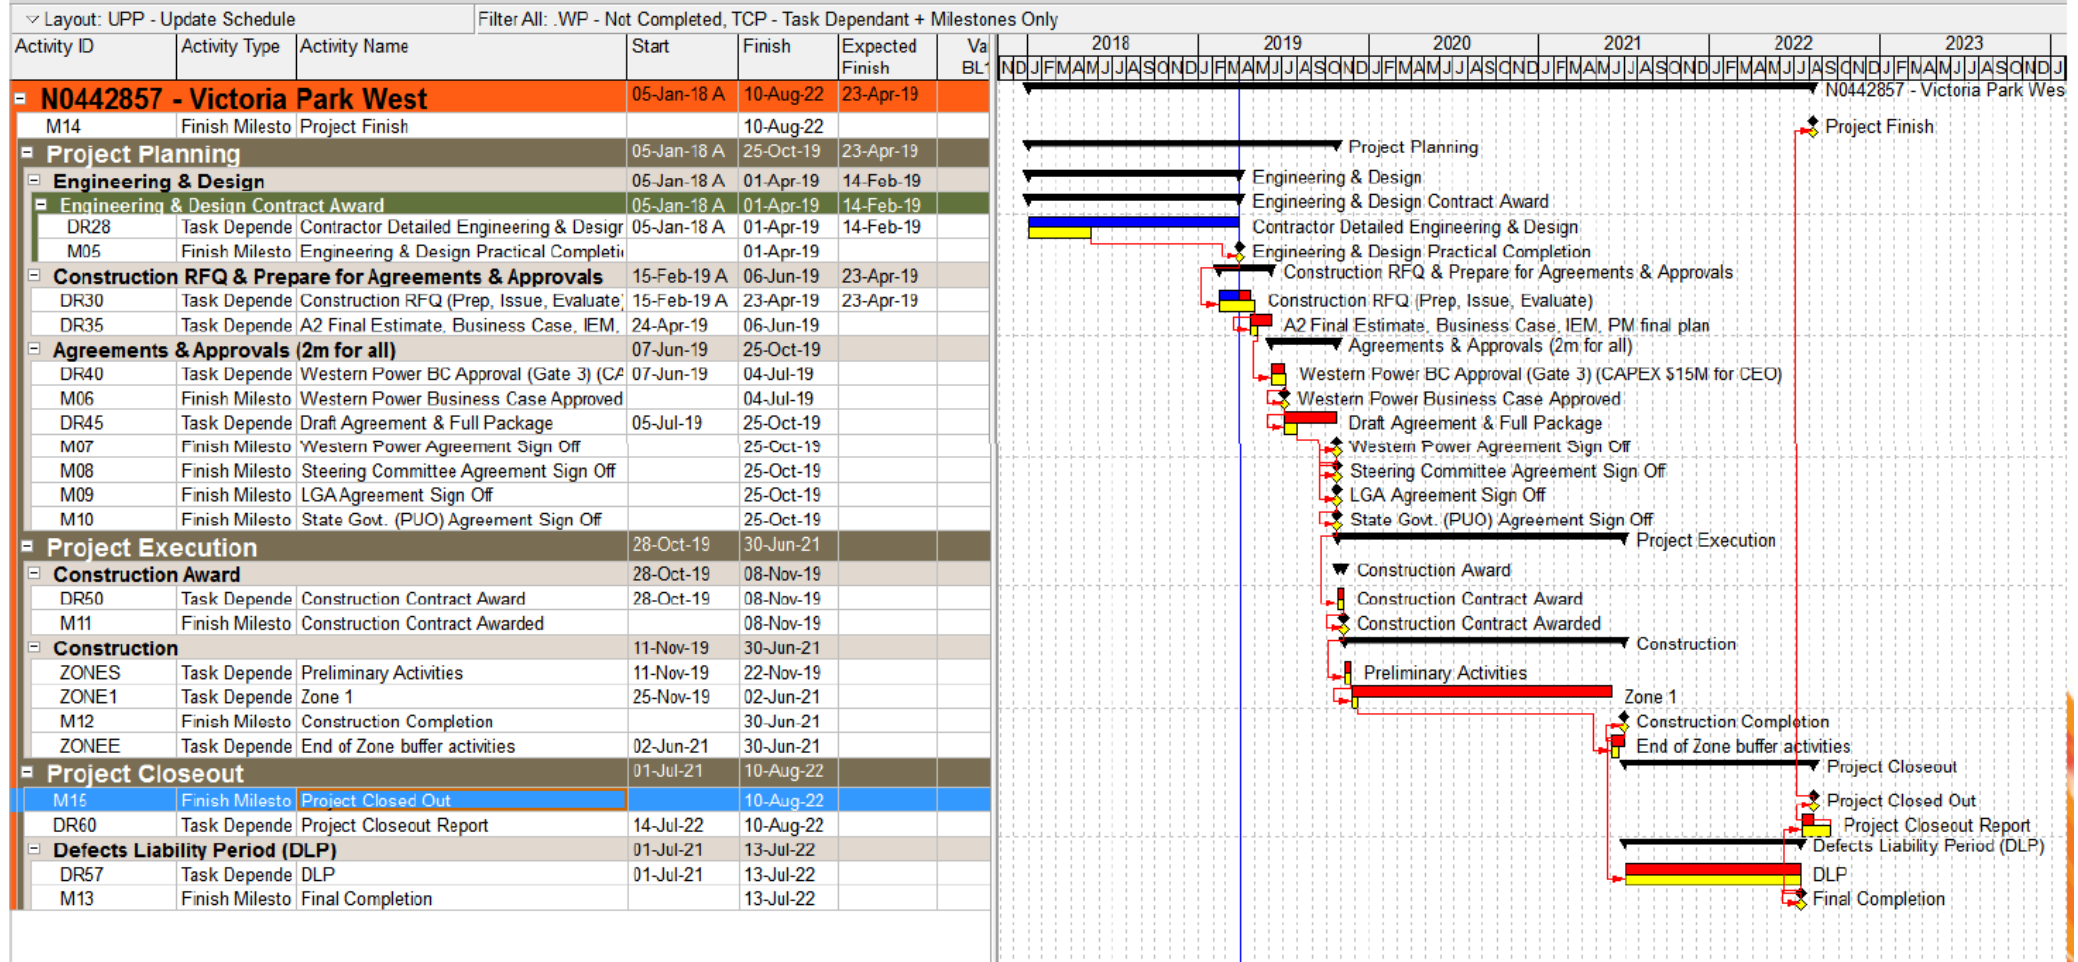 Layout: UPP - Update Schedule Filter All: .WP - Not Completed, TCP - Task Dependant + Milestones Only
Activity ID Activity Type Activity Name Start Finish Expected Finish Va BL1 2018 2019 2020 2021 2022 2023
N D J F M A M J J A S O N D J F M A M J J A S O N D J F M A M J J A S O N D J F M A M J J A S O N D J F M A M J J A S O N D J F M A M J J A S O N D J
N0442857 - Victoria Park West 05-Jan-18 A 10-Aug-22 23-Apr-19 N0442857 - Victoria Park Wes
M14 Finish Milesto Project Finish 10-Aug-22 Project Finish
Project Planning 05-Jan-18 A 25-Oct-19 23-Apr-19 Project Planning
Engineering & Design 05-Jan-18 A 01-Apr-19 14-Feb-19 Engineering & Design
Engineering & Design Contract Award 05-Jan-18 A 01-Apr-19 14-Feb-19 Engineering & Design Contract Award
DR28 Task Depende Contractor Detailed Engineering & Design 05-Jan-18 A 01-Apr-19 14-Feb-19 Contractor Detailed Engineering & Design
M05 Finish Milesto Engineering & Design Practical Completi 01-Apr-19 Engineering & Design Practical Completion
Construction RFQ & Prepare for Agreements & Approvals 15-Feb-19 A 06-Jun-19 23-Apr-19 Construction RFQ & Prepare for Agreements & Approvals
DR30 Task Depende Construction RFQ (Prep, Issue, Evaluate) 15-Feb-19 A 23-Apr-19 23-Apr-19 Construction RFQ (Prep, Issue, Evaluate)
DR35 Task Depende A2 Final Estimate, Business Case, IEM, 24-Apr-19 06-Jun-19 A2 Final Estimate, Business Case, IEM, PM final plan
Agreements & Approvals (2m for all) 07-Jun-19 25-Oct-19 Agreements & Approvals (2m for all)
DR40 Task Depende Western Power BC Approval (Gate 3) (CA 07-Jun-19 04-Jul-19 Western Power BC Approval (Gate 3) (CAPEX $15M for CEO)
M06 Finish Milesto Western Power Business Case Approved 04-Jul-19 Western Power Business Case Approved
DR45 Task Depende Draft Agreement & Full Package 05-Jul-19 25-Oct-19 Draft Agreement & Full Package
M07 Finish Milesto Western Power Agreement Sign Off 25-Oct-19 Western Power Agreement Sign Off
M08 Finish Milesto Steering Committee Agreement Sign Off 25-Oct-19 Steering Committee Agreement Sign Off
M09 Finish Milesto LGA Agreement Sign Off 25-Oct-19 LGA Agreement Sign Off
M10 Finish Milesto State Govt. (PUO) Agreement Sign Off 25-Oct-19 State Govt. (PUO) Agreement Sign Off
Project Execution 28-Oct-19 30-Jun-21 Project Execution
Construction Award 28-Oct-19 08-Nov-19 Construction Award
DR50 Task Depende Construction Contract Award 28-Oct-19 08-Nov-19 Construction Contract Award
M11 Finish Milesto Construction Contract Awarded 08-Nov-19 Construction Contract Awarded
Construction 11-Nov-19 30-Jun-21 Construction
ZONES Task Depende Preliminary Activities 11-Nov-19 22-Nov-19 Preliminary Activities
ZONE1 Task Depende Zone 1 25-Nov-19 02-Jun-21 Zone 1
M12 Finish Milesto Construction Completion 30-Jun-21 Construction Completion
ZONEE Task Depende End of Zone buffer activities 02-Jun-21 30-Jun-21 End of Zone buffer activities
Project Closeout 01-Jul-21 10-Aug-22 Project Closeout
M15 Finish Milesto Project Closed Out 10-Aug-22 Project Closed Out
DR60 Task Depende Project Closeout Report 14-Jul-22 10-Aug-22 Project Closeout Report
Defects Liability Period (DLP) 01-Jul-21 13-Jul-22 Defects Liability Period (DLP)
DR57 Task Depende DLP 01-Jul-21 13-Jul-22 DLP
M13 Finish Milesto Final Completion 13-Jul-22 Final Completion